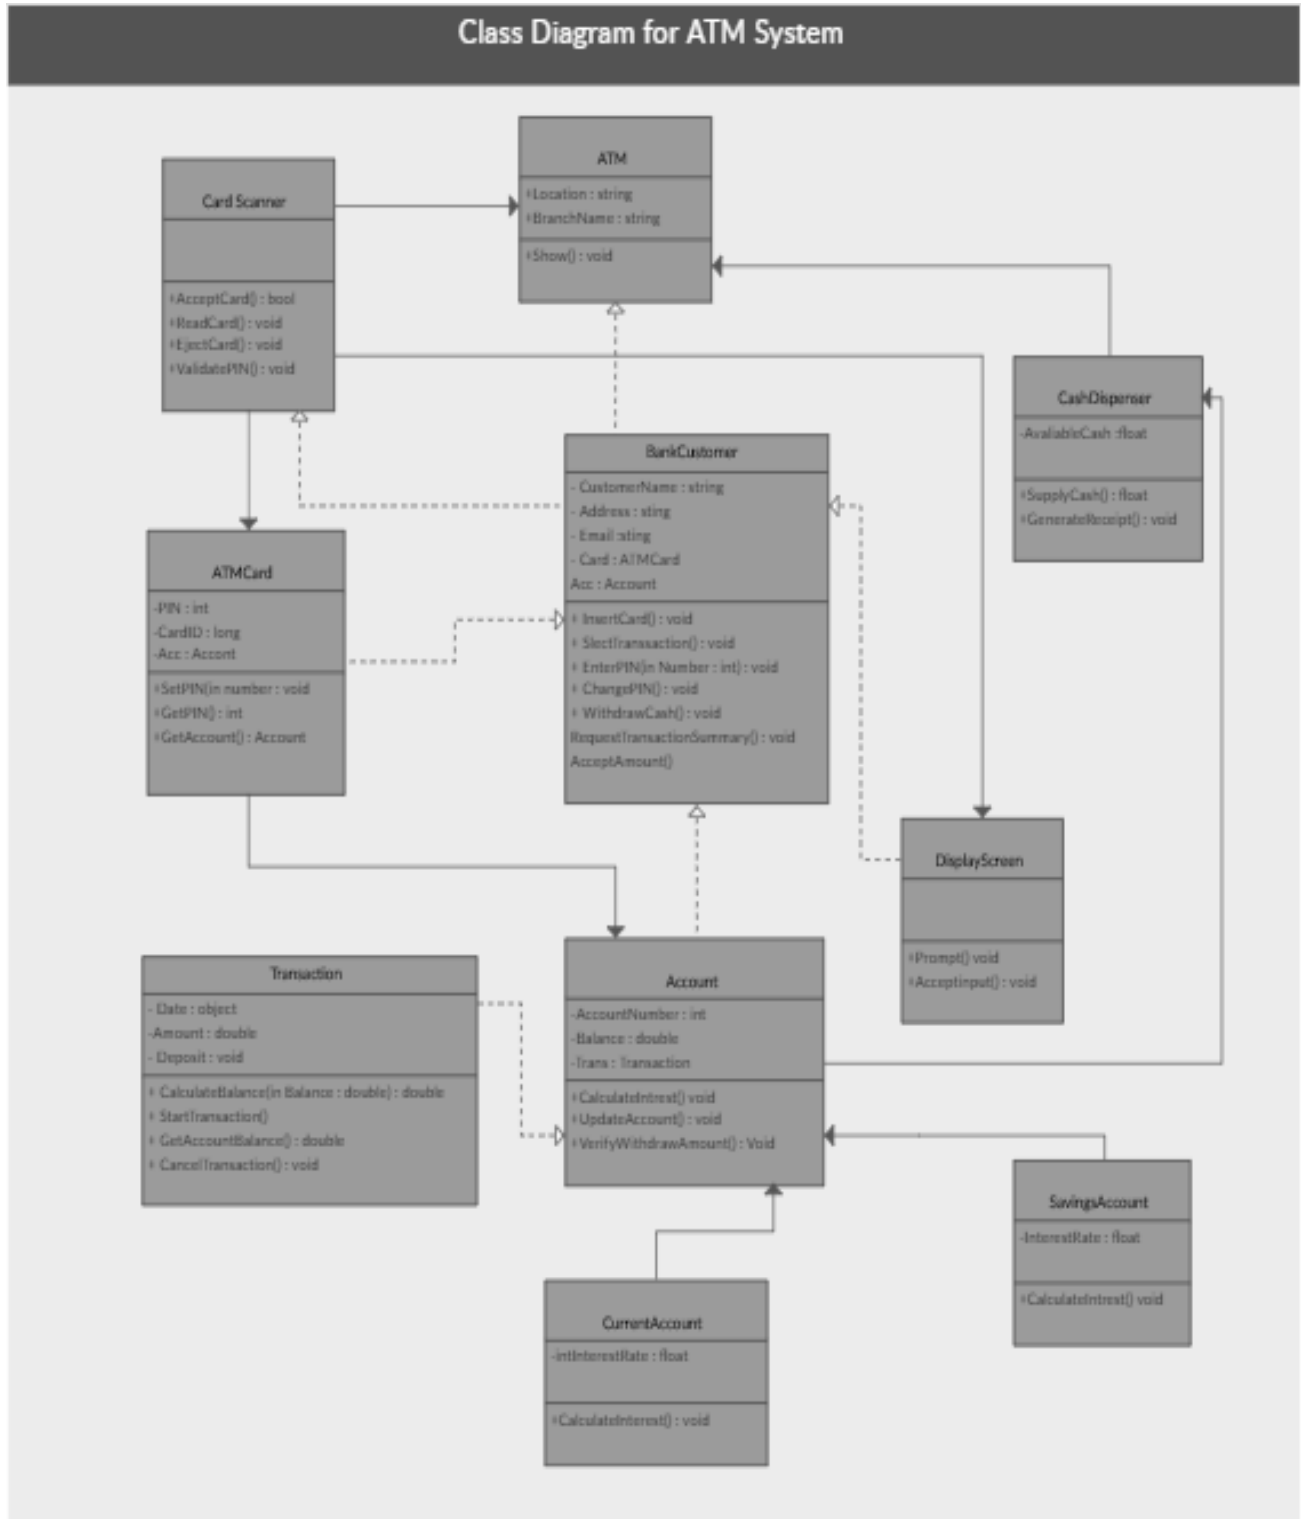 Class Diagram for ATM System
ATM
+Location : string
+BranchName : string
+Show() : void
Card Scanner
+AcceptCard() : bool
+ReadCard() : void
+EjectCard() : void
+ValidatePIN() : void
CashDispenser
-AvaliableCash :float
+SupplyCash() : float
+GenerateReceipt() : void
BankCustomer
- CustomerName : string
- Address : sting
- Email :sting
- Card : ATMCard
Acc : Account
+ InsertCard() : void
+ SlectTranssaction() : void
+ EnterPIN(in Number : int) : void
+ ChangePIN() : void
+ WithdrawCash() : void
RequextTransactionSummary() : void
AcceptAmount()
ATMCard
-PIN : int
-CardID : long
-Acc : Accont
+SetPIN(in number : void
+GetPIN() : int
+GetAccount() : Account
DisplayScreen
+Prompt() void
+Acceptinput() : void
Transaction
- Date : object
-Amount : double
- Deposit : void
+ CalculateBalance(in Balance : double) : double
+ StartTransaction()
+ GetAccountBalance() : double
+ CancelTransaction() : void
Account
-AccountNumber : int
-Balance : double
-Trans : Transaction
+CalculateIntrest() void
+UpdateAccount() : void
+VerifyWithdrawAmount() : Void
SavingsAccount
-InterestRate : float
+CalculateIntrest() void
CurrentAccount
-intInterestRate : float
+CalculateInterest() : void